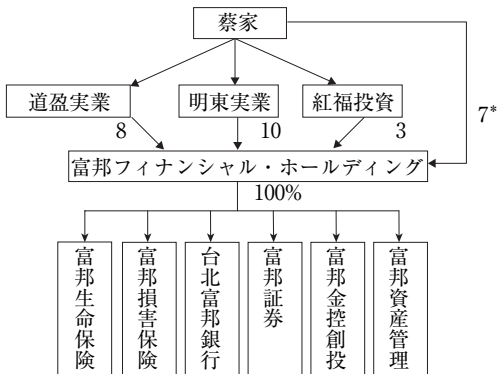 蔡家
道盈実業
明東実業
紅福投資
7*
8
10
3
富邦フィナンシャル・ホールディング
100%
富邦生命保険
富邦損害保険
台北富邦銀行
富邦証券
富邦金控創投
富邦資産管理